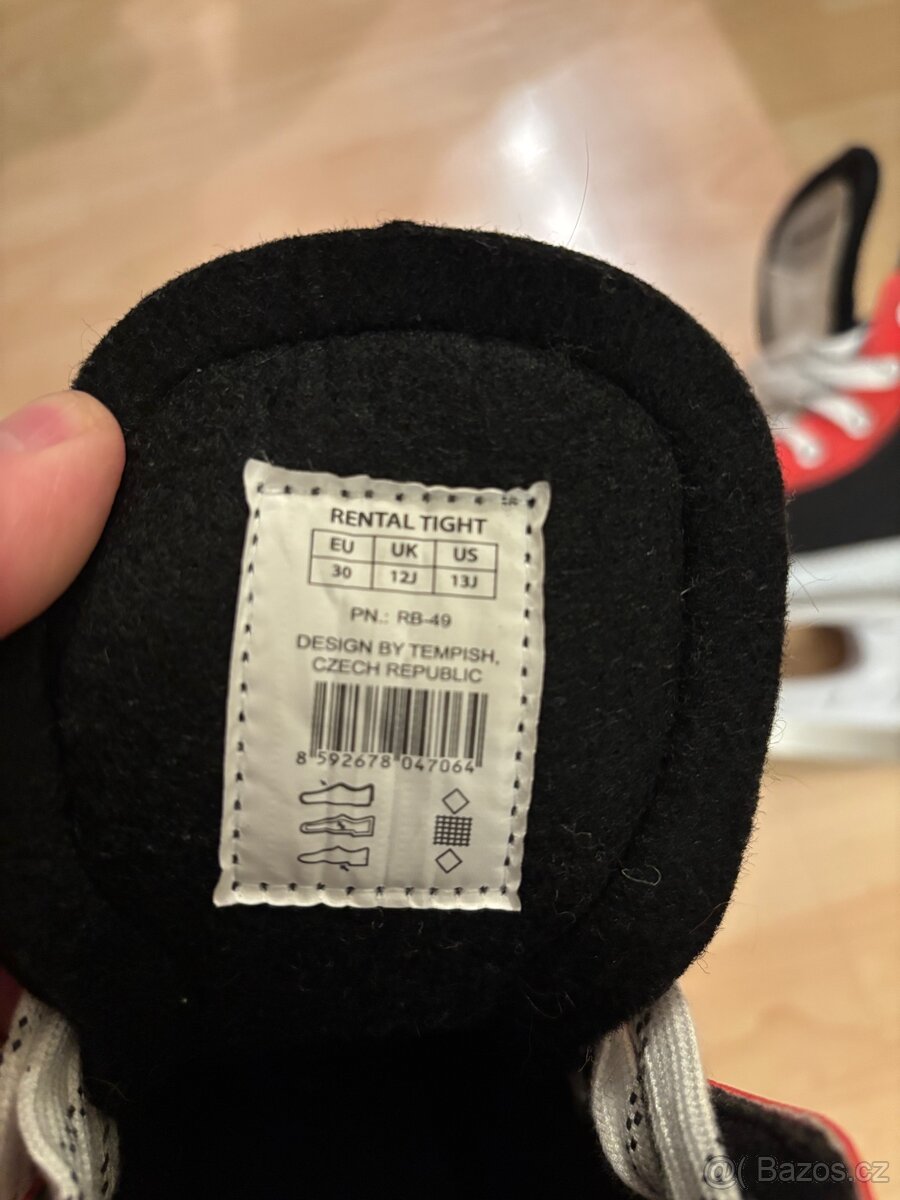 RENTAL TIGHT
EU UK US
30 12J 13J
PN.: RB-49
DESIGN BY TEMPISH,
CZECH REPUBLIC
8 592678 047064
@( Bazos.cz